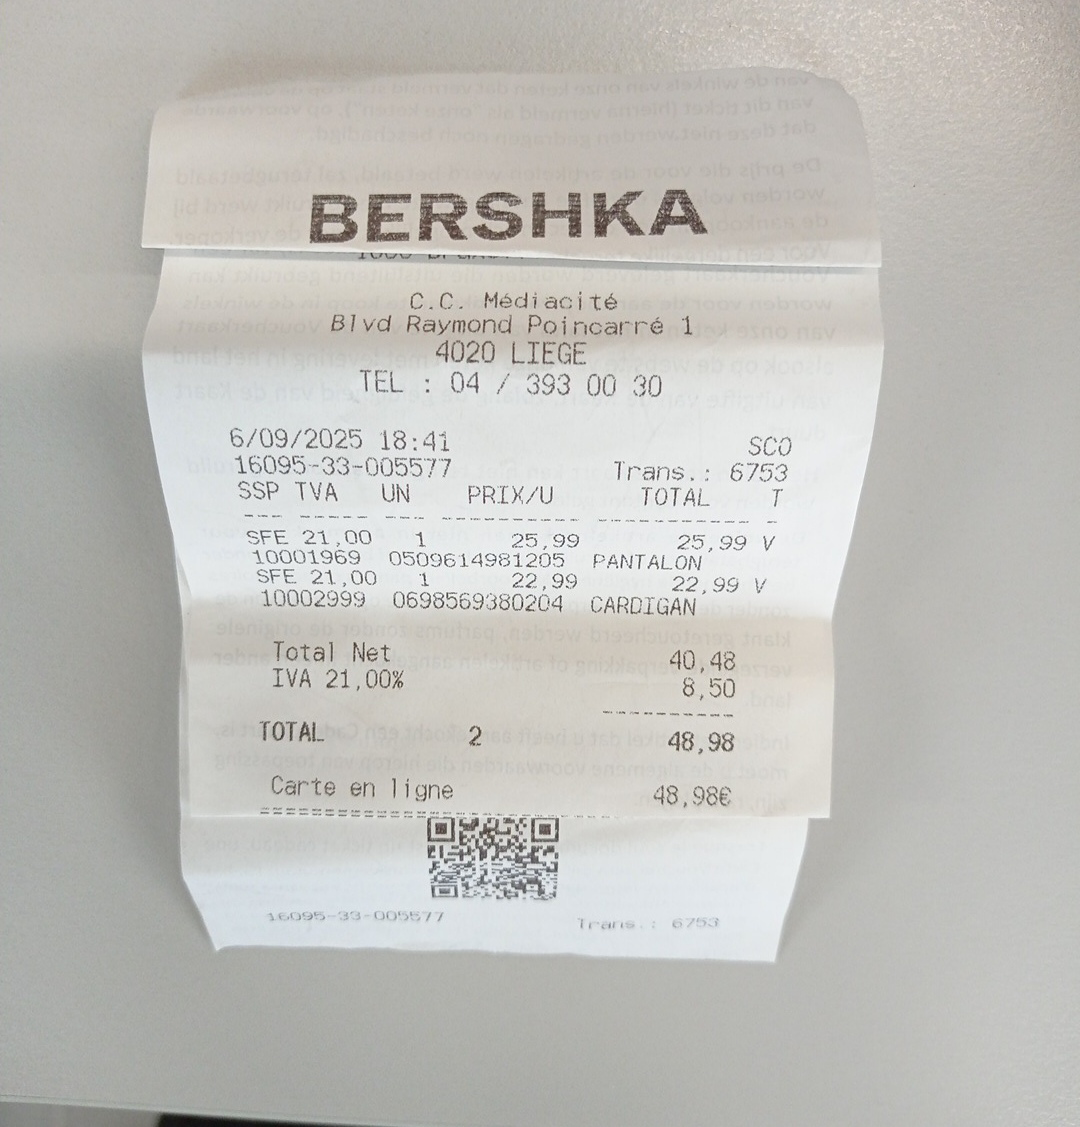 BERSHKA
C.C. Médiacité
Blvd Raymond Poincarré 1
4020 LIEGE
TEL : 04 / 393 00 30
6/09/2025 18:41 SCO
16095-33-005577 Trans.: 6753
SSP TVA UN PRIX/U TOTAL T
SFE 21,00 1 25,99 25,99 V
10001969 0509614981205 PANTALON
SFE 21,00 1 22,99 22,99 V
10002999 0698569380204 CARDIGAN
Total Net 40,48
IVA 21,00% 8,50
TOTAL 2 48,98
Carte en ligne 48,98€
16095-33-005577 Trans.: 6753